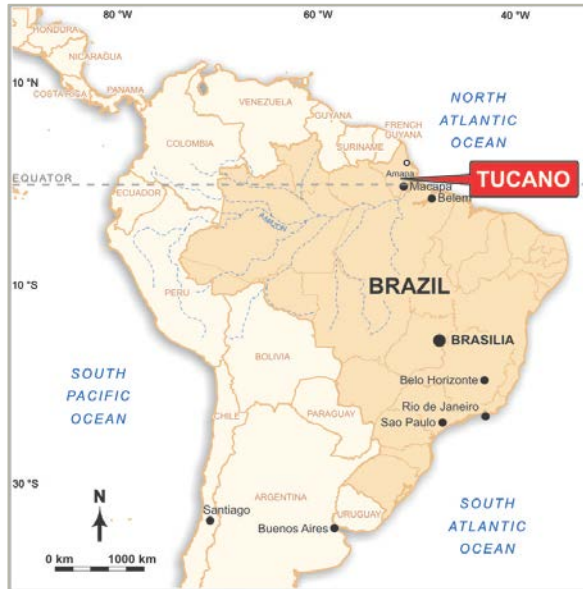 80 °W
60 °W
40 °W
HONDURA
NICARAGUA
COSTA RICA
PANAMA
10 °N
VENEZUELA
GUYANA
SURINAME
FRENCH
GUYANA
COLOMBIA
NORTH
ATLANTIC
OCEAN
EQUATOR
ECUADOR
Amapa
Macapa
TUCANO
Belem
AMAZON
10 °S
PERU
BRAZIL
BRASILIA
BOLIVIA
SOUTH
PACIFIC
OCEAN
Belo Horizonte
PARAGUAY
CHILE
Rio de Janeiro
Sao Paulo
30 °S
N
ARGENTINA
Santiago
URUGUAY
Buenos Aires
SOUTH
ATLANTIC
OCEAN
0 km
1000 km